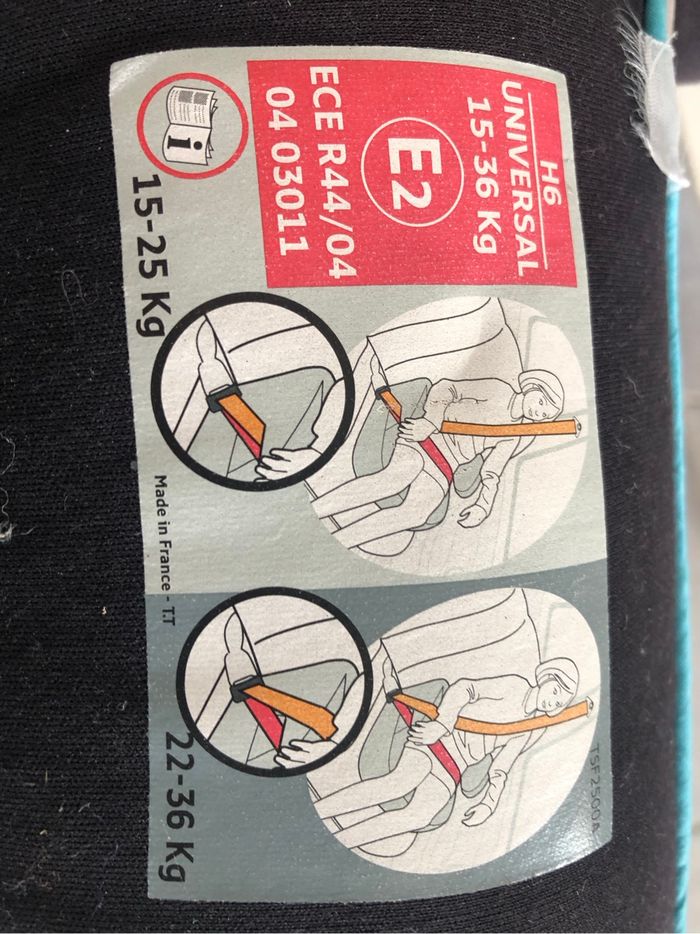 H6
UNIVERSAL
15-36 Kg
E2
ECE R44/04
04 03011
i
15-25 Kg
Made in France - T.T
22-36 Kg
TSF2500A